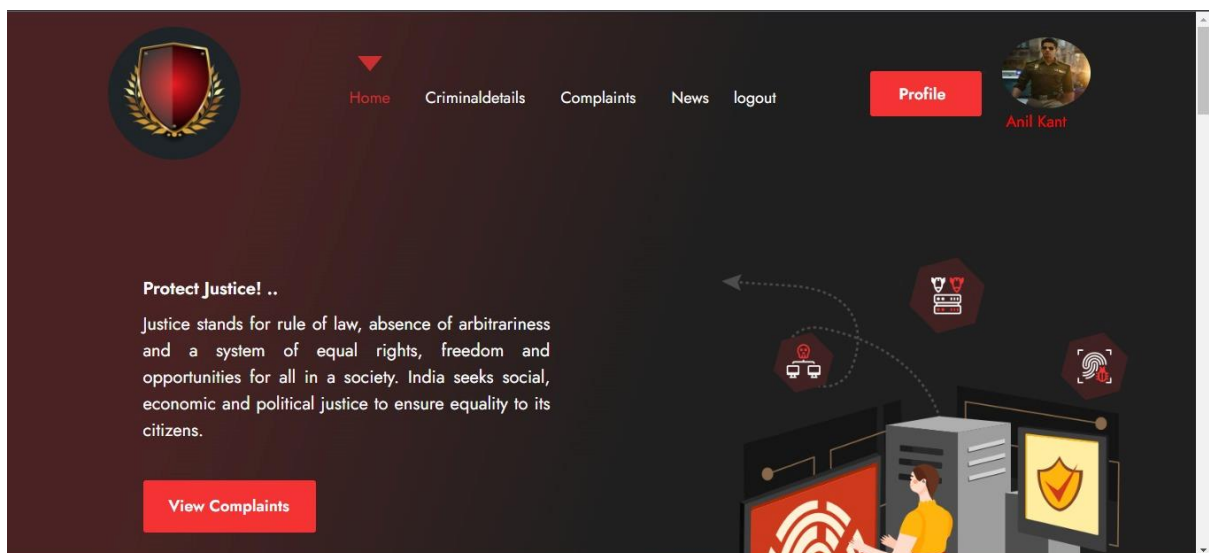 Home Criminaldetails Complaints News logout
Profile
Anil Kant
Protect Justice! ..
Justice stands for rule of law, absence of arbitrariness
and a system of equal rights, freedom and
opportunities for all in a society. India seeks social,
economic and political justice to ensure equality to its
citizens.
View Complaints